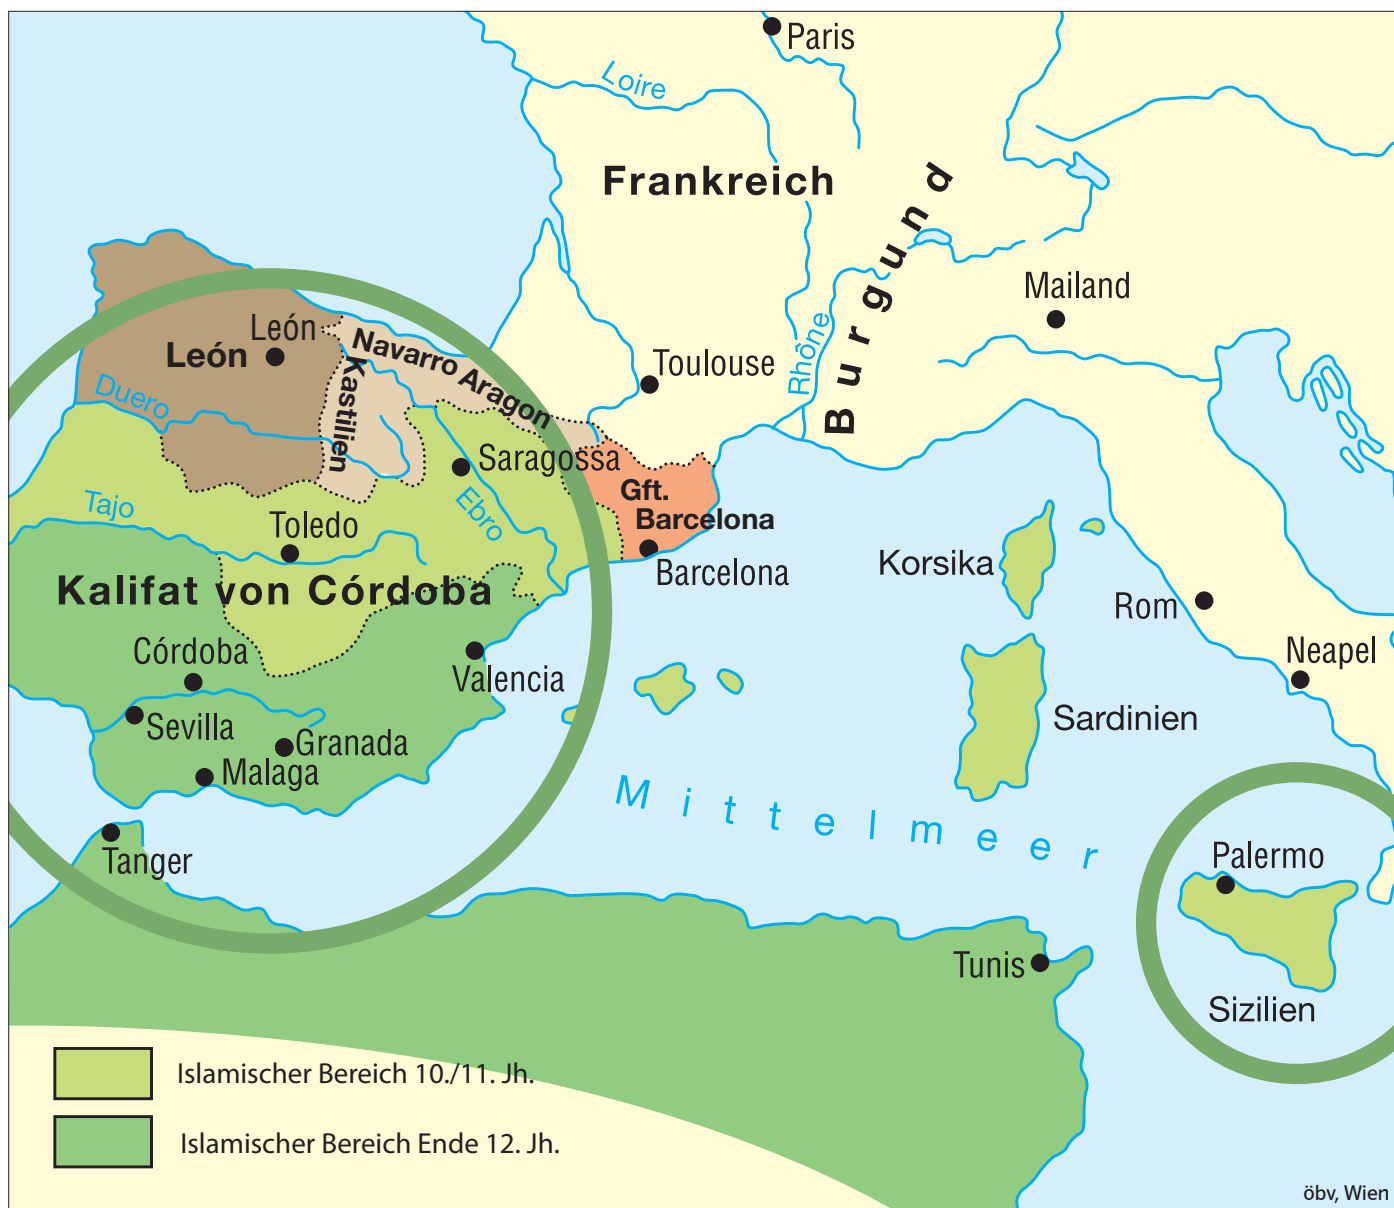 Paris
Loire
Frankreich
Burgund
Mailand
León
León
Navarro Aragon
Kastilien
Toulouse
Rhône
Duero
Saragossa
Gft.
Barcelona
Ebro
Tajo
Toledo
Barcelona
Korsika
Kalifat von Córdoba
Rom
Córdoba
Valencia
Neapel
Sevilla
Granada
Sardinien
Malaga
Mittelmeer
Tanger
Palermo
Tunis
Sizilien
Islamischer Bereich 10./11. Jh.
Islamischer Bereich Ende 12. Jh.
öbv, Wien